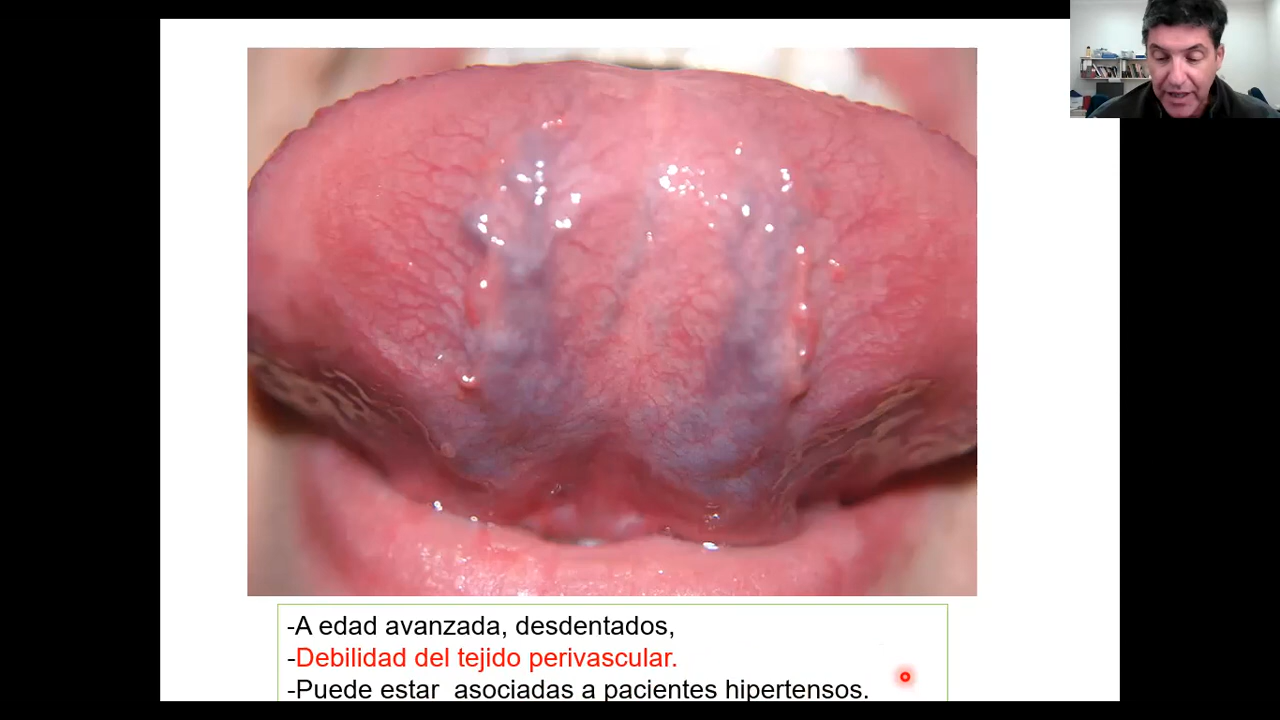 -A edad avanzada, desdentados,
-Debilidad del tejido perivascular.
-Puede estar  asociadas a pacientes hipertensos.